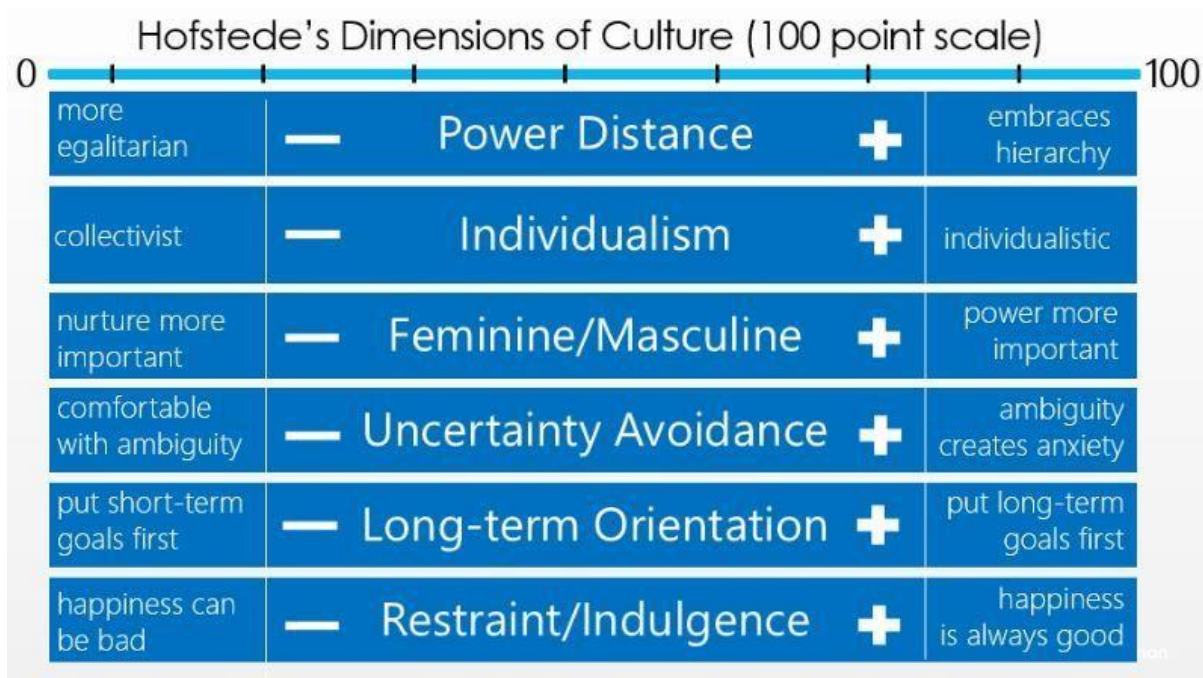 Hofstede's Dimensions of Culture (100 point scale)
0
100
more
egalitarian
— Power Distance +
embraces
hierarchy
collectivist
— Individualism +
individualistic
nurture more
important
— Feminine/Masculine +
power more
important
comfortable
with ambiguity
— Uncertainty Avoidance +
ambiguity
creates anxiety
put short-term
goals first
— Long-term Orientation +
put long-term
goals first
happiness can
be bad
— Restraint/Indulgence +
happiness
is always good